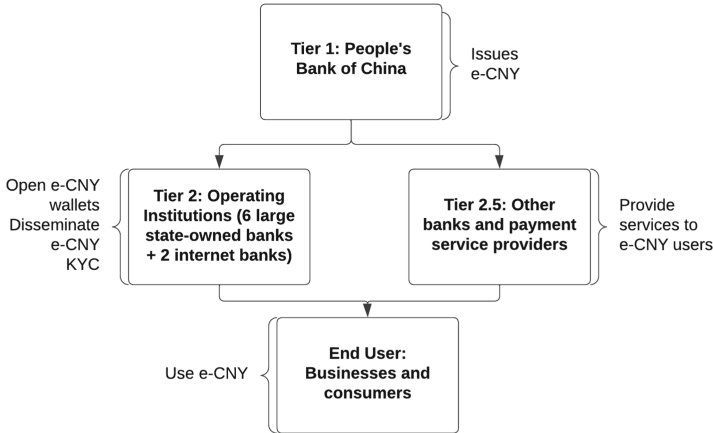 Tier 1: People's
Bank of China
Issues
e-CNY
Open e-CNY
wallets
Disseminate
e-CNY
KYC
Tier 2: Operating
Institutions (6 large
state-owned banks
+ 2 internet banks)
Tier 2.5: Other
banks and payment
service providers
Provide
services to
e-CNY users
Use e-CNY
End User:
Businesses and
consumers